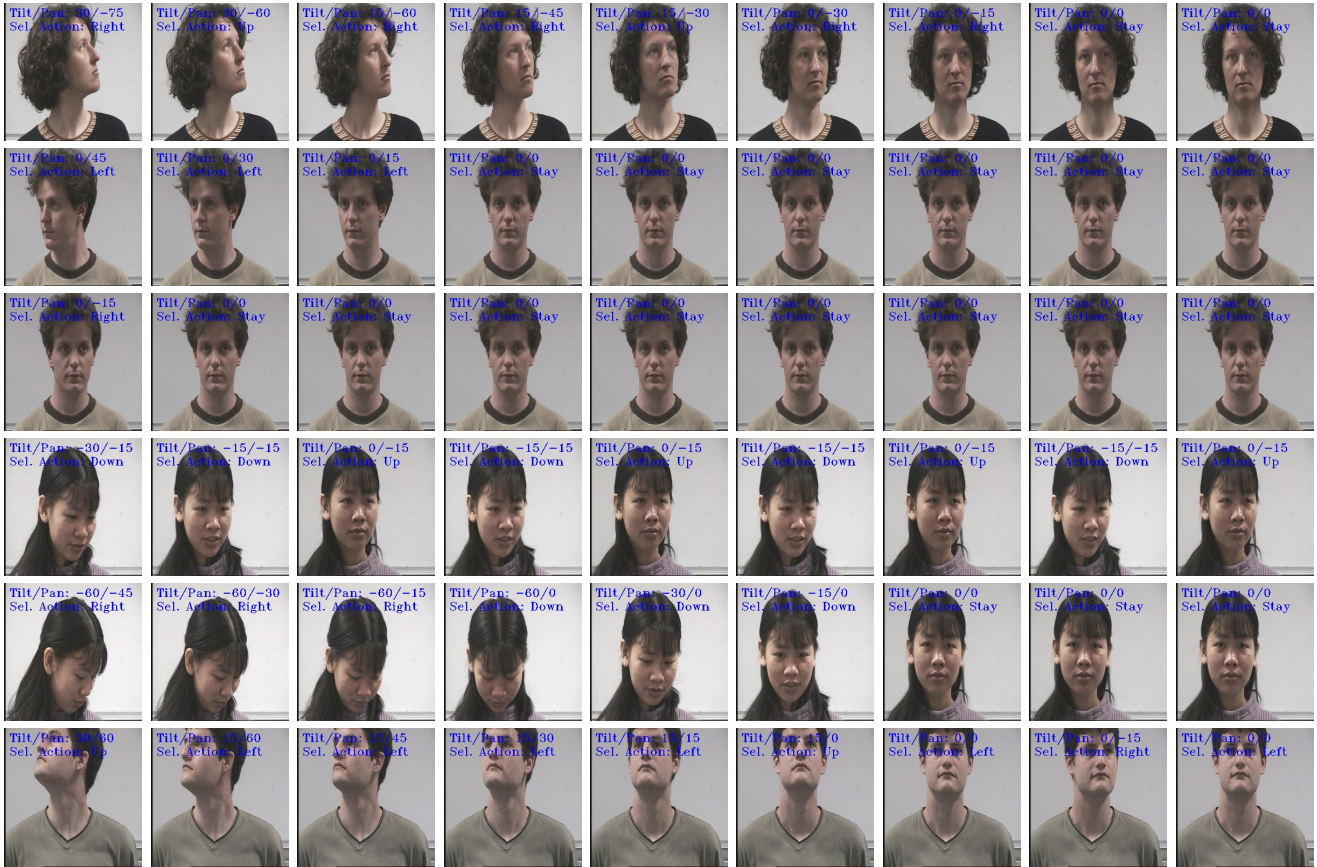 Tilt/Pan: 30/-75
Sel. Action: Right
Tilt/Pan: 30/-60
Sel. Action: Up
Tilt/Pan: 15/-60
Sel. Action: Right
Tilt/Pan: 15/-45
Sel. Action: Right
Tilt/Pan: 15/-30
Sel. Action: Up
Tilt/Pan: 0/-30
Sel. Action: Right
Tilt/Pan: 0/-15
Sel. Action: Right
Tilt/Pan: 0/0
Sel. Action: Stay
Tilt/Pan: 0/0
Sel. Action: Stay
Tilt/Pan: 0/45
Sel. Action: Left
Tilt/Pan: 0/30
Sel. Action: Left
Tilt/Pan: 0/15
Sel. Action: Left
Tilt/Pan: 0/0
Sel. Action: Stay
Tilt/Pan: 0/0
Sel. Action: Stay
Tilt/Pan: 0/0
Sel. Action: Stay
Tilt/Pan: 0/0
Sel. Action: Stay
Tilt/Pan: 0/0
Sel. Action: Stay
Tilt/Pan: 0/0
Sel. Action: Stay
Tilt/Pan: 0/-15
Sel. Action: Right
Tilt/Pan: 0/0
Sel. Action: Stay
Tilt/Pan: 0/0
Sel. Action: Stay
Tilt/Pan: 0/0
Sel. Action: Stay
Tilt/Pan: 0/0
Sel. Action: Stay
Tilt/Pan: 0/0
Sel. Action: Stay
Tilt/Pan: 0/0
Sel. Action: Stay
Tilt/Pan: 0/0
Sel. Action: Stay
Tilt/Pan: 0/0
Sel. Action: Stay
Tilt/Pan: -30/-15
Sel. Action: Down
Tilt/Pan: -15/-15
Sel. Action: Down
Tilt/Pan: 0/-15
Sel. Action: Up
Tilt/Pan: -15/-15
Sel. Action: Down
Tilt/Pan: 0/-15
Sel. Action: Up
Tilt/Pan: -15/-15
Sel. Action: Down
Tilt/Pan: 0/-15
Sel. Action: Up
Tilt/Pan: -15/-15
Sel. Action: Down
Tilt/Pan: 0/-15
Sel. Action: Up
Tilt/Pan: -60/-45
Sel. Action: Right
Tilt/Pan: -60/-30
Sel. Action: Right
Tilt/Pan: -60/-15
Sel. Action: Right
Tilt/Pan: -60/0
Sel. Action: Down
Tilt/Pan: -30/0
Sel. Action: Down
Tilt/Pan: -15/0
Sel. Action: Down
Tilt/Pan: 0/0
Sel. Action: Stay
Tilt/Pan: 0/0
Sel. Action: Stay
Tilt/Pan: 0/0
Sel. Action: Stay
Tilt/Pan: 30/60
Sel. Action: Up
Tilt/Pan: 15/60
Sel. Action: Left
Tilt/Pan: 15/45
Sel. Action: Left
Tilt/Pan: 15/30
Sel. Action: Left
Tilt/Pan: 15/15
Sel. Action: Left
Tilt/Pan: 15/0
Sel. Action: Up
Tilt/Pan: 0/0
Sel. Action: Left
Tilt/Pan: 0/-15
Sel. Action: Right
Tilt/Pan: 0/0
Sel. Action: Left